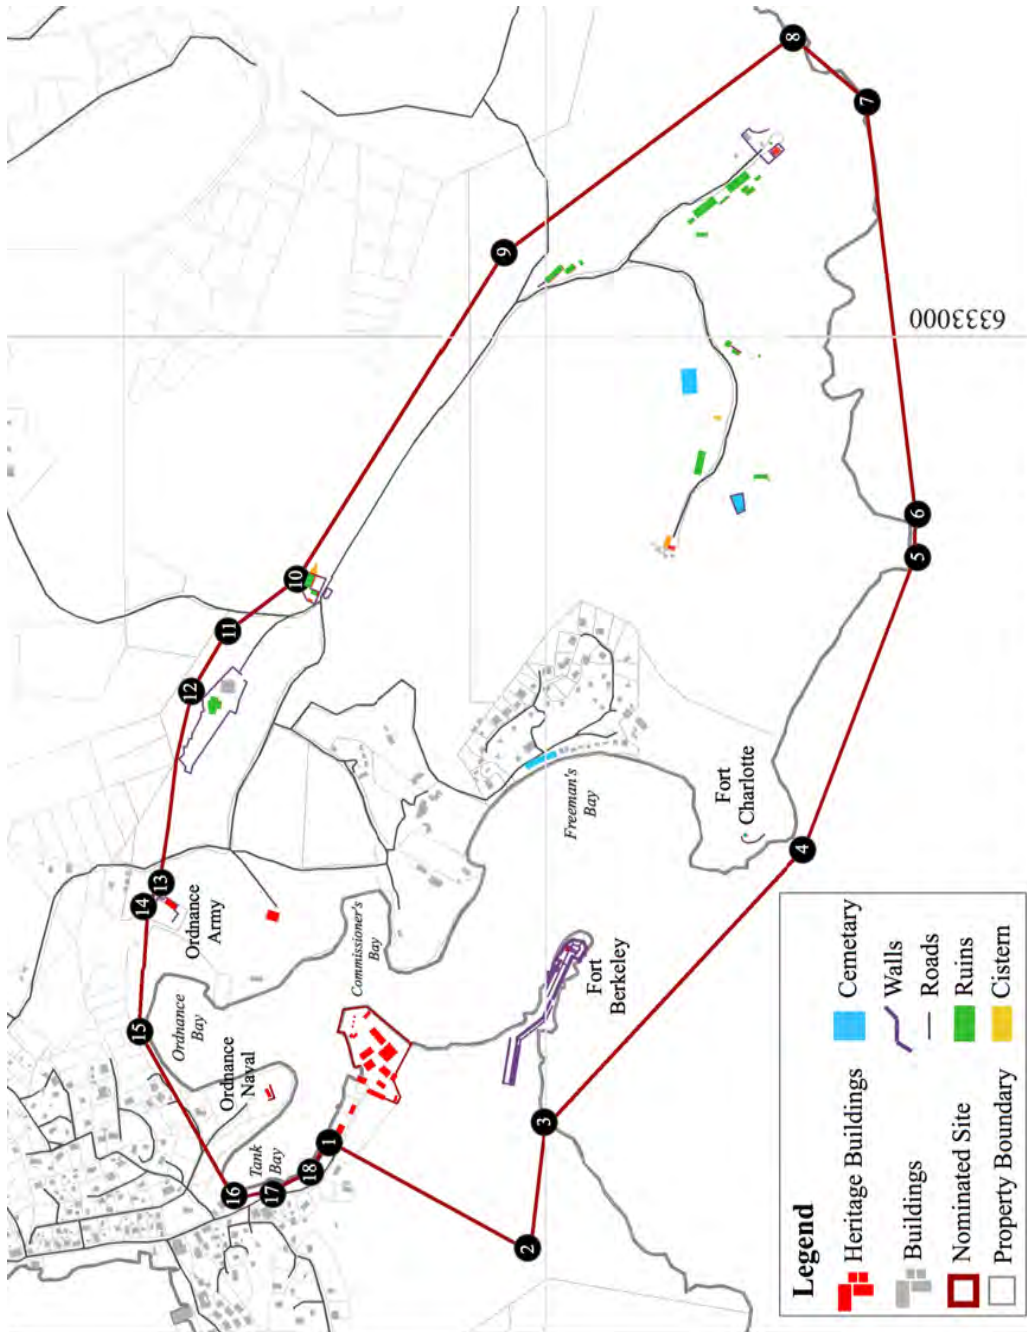 8
7
9
6333000
6
5
10
11
12
Freeman's
Bay
Fort
Charlotte
4
13
14
Ordnance
Army
Commissioner's
Bay
Fort
Berkeley
15
Ordnance
Bay
Ordnance
Naval
Tank
Bay
16
17
18
1
3
2
Legend
Heritage Buildings
Buildings
Nominated Site
Property Boundary
Cemetary
Walls
Roads
Ruins
Cistern